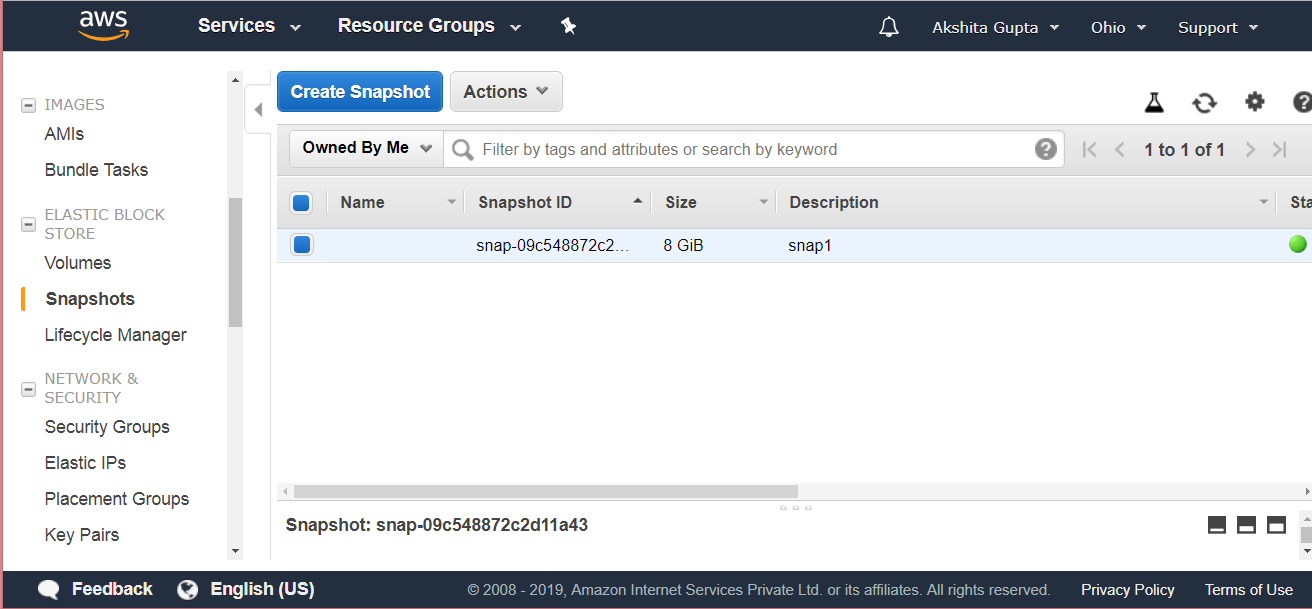 aws Services Resource Groups Akshita Gupta Ohio Support
IMAGES
AMIs
Bundle Tasks
ELASTIC BLOCK
STORE
Volumes
Snapshots
Lifecycle Manager
NETWORK &
SECURITY
Security Groups
Elastic IPs
Placement Groups
Key Pairs
Create Snapshot Actions
Owned By Me Filter by tags and attributes or search by keyword 1 to 1 of 1
Name Snapshot ID Size Description Sta
snap-09c548872c2... 8 GiB snap1
Snapshot: snap-09c548872c2d11a43
Feedback English (US) © 2008 - 2019, Amazon Internet Services Private Ltd. or its affiliates. All rights reserved. Privacy Policy Terms of Use